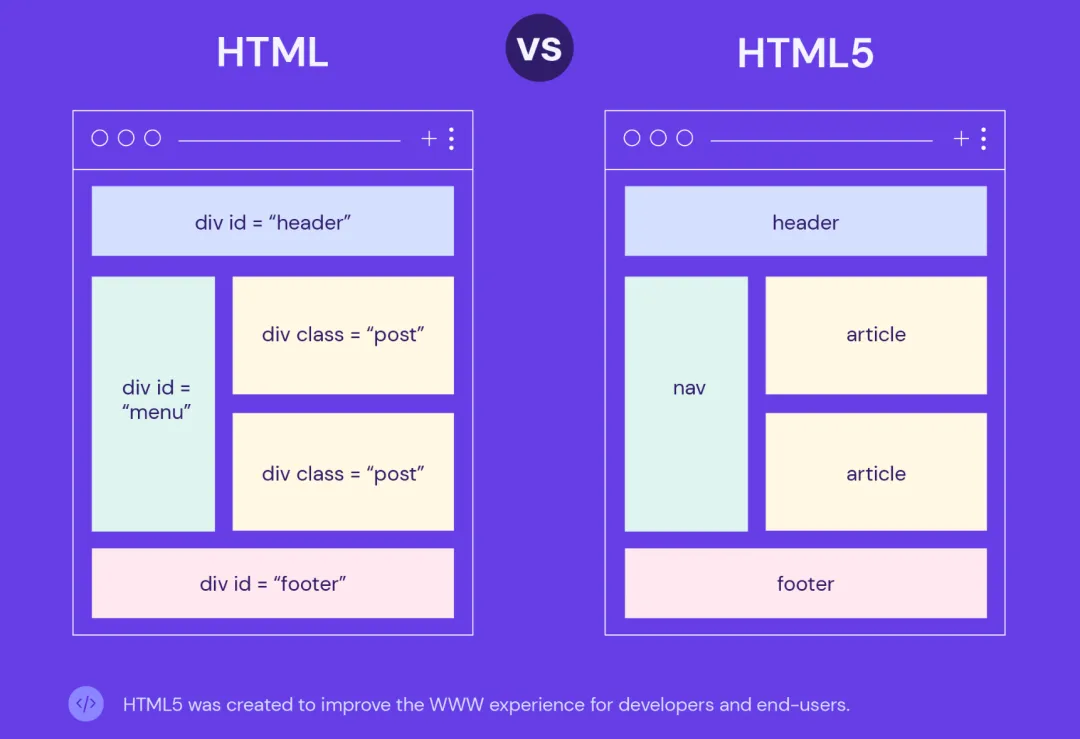 HTML
VS
HTML5
div id = “header”
div id =
“menu”
div class = “post”
div class = “post”
div id = “footer”
header
nav
article
article
footer
</>
HTML5 was created to improve the WWW experience for developers and end-users.